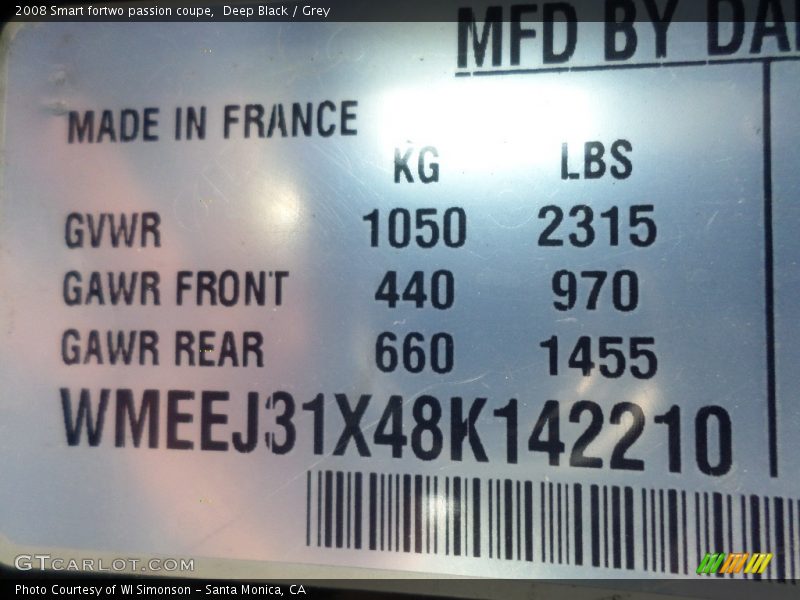 2008 Smart fortwo passion coupe,  Deep Black / Grey
MFD BY DAI
MADE IN FRANCE
KG LBS
GVWR 1050 2315
GAWR FRONT 440 970
GAWR REAR 660 1455
WMEEJ31X48K142210
GTCARLOT.COM
Photo Courtesy of WI Simonson – Santa Monica, CA